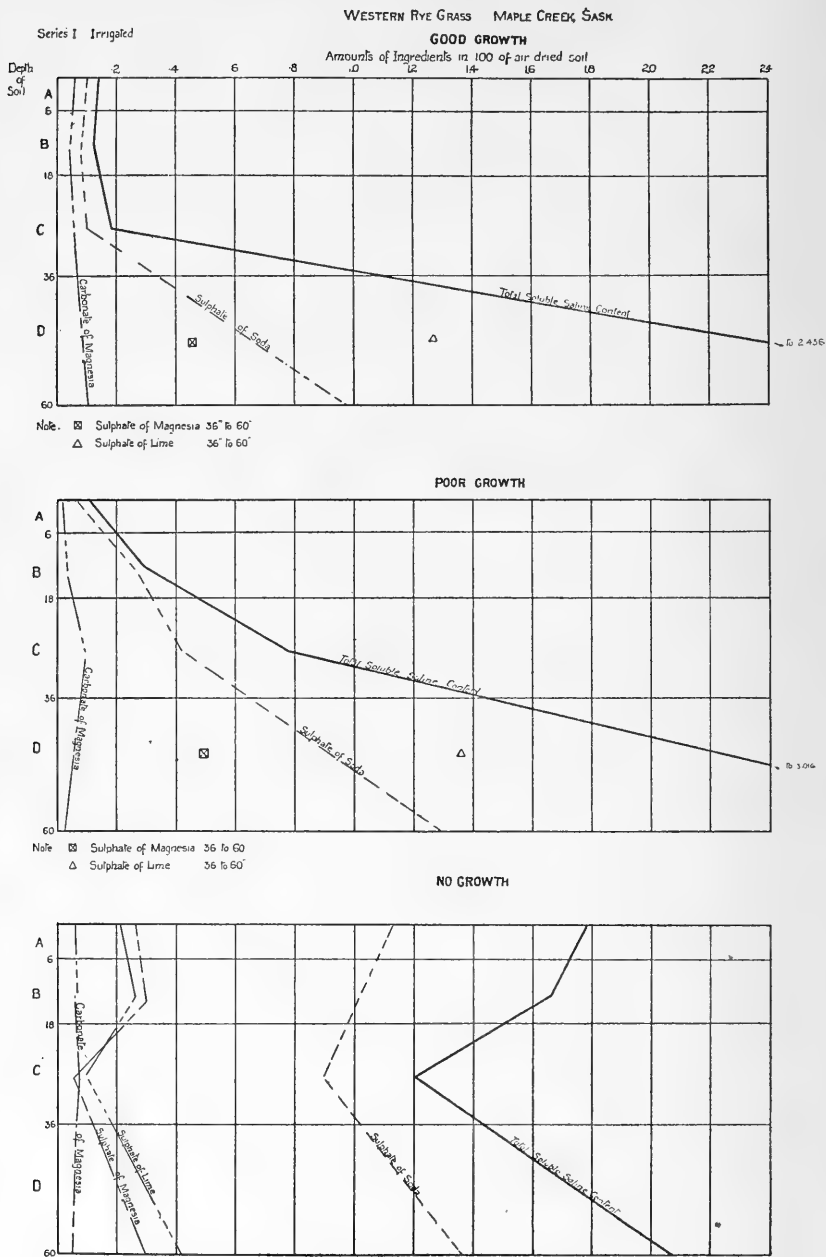 WESTERN RYE GRASS MAPLE CREEK, SASK
Series I Irrigated
GOOD GROWTH
Amounts of Ingredients in 100 of air dried soil
Depth of Soil
.2 .4 .6 .8 1.0 1.2 1.4 1.6 1.8 2.0 2.2 2.4
A
6
B
18
C
36
D
60
Carbonate of Magnesia
Sulphate of Soda
Total Soluble Saline Content
To 2.436
Note. ⊠ Sulphate of Magnesia 36" to 60"
△ Sulphate of Lime 36" to 60"
POOR GROWTH
A
6
B
18
C
36
D
60
Carbonate of Magnesia
Sulphate of Soda
Total Soluble Saline Content
To 3.016
Note ⊠ Sulphate of Magnesia 36 to 60
△ Sulphate of Lime 36 to 60"
NO GROWTH
A
6
B
18
C
36
D
60
Carbonate of Magnesia
Sulphate of Magnesia
Sulphate of Lime
Sulphate of Soda
Total Soluble Saline Content